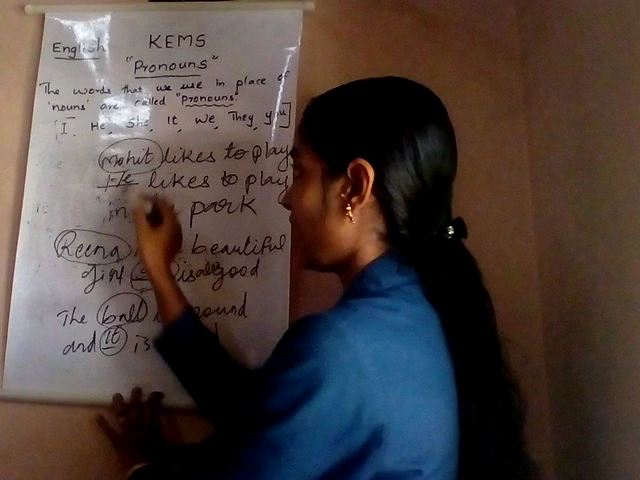 English
KEMS
"Pronouns"
The words that we use in place of
'nouns' are called "pronouns".
[I, He, She, It, We, They, you]
Mohit likes to play
He likes to play
in park
Reena beautiful
girl is a good
The ball round
and it is